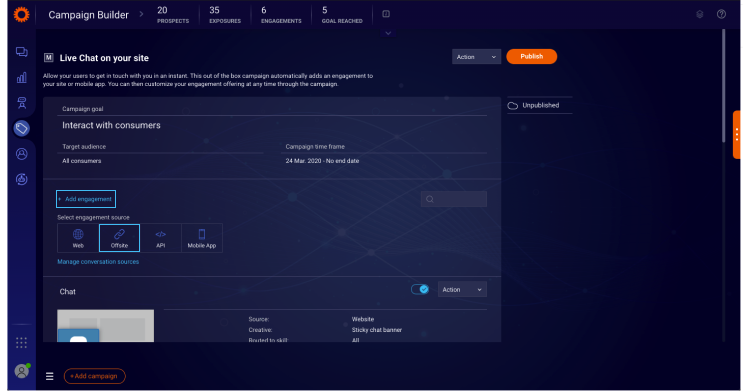 Campaign Builder > 20 35 6 5
PROSPECTS EXPOSURES ENGAGEMENTS GOAL REACHED
M Live Chat on your site
Action
Publish
Allow your users to get in touch with you in an instant. This out of the box campaign automatically adds an engagement to
your site or mobile app. You can then customize your engagement offering at any time through the campaign.
Unpublished
Campaign goal
Interact with consumers
Target audience Campaign time frame
All consumers 24 Mar. 2020 - No end date
+ Add engagement
Select engagement source
</>
Web Offsite API Mobile App
Manage conversation sources
Chat Action
Source: Website
Creative: Sticky chat banner
Routed to skill: All
+Add campaign